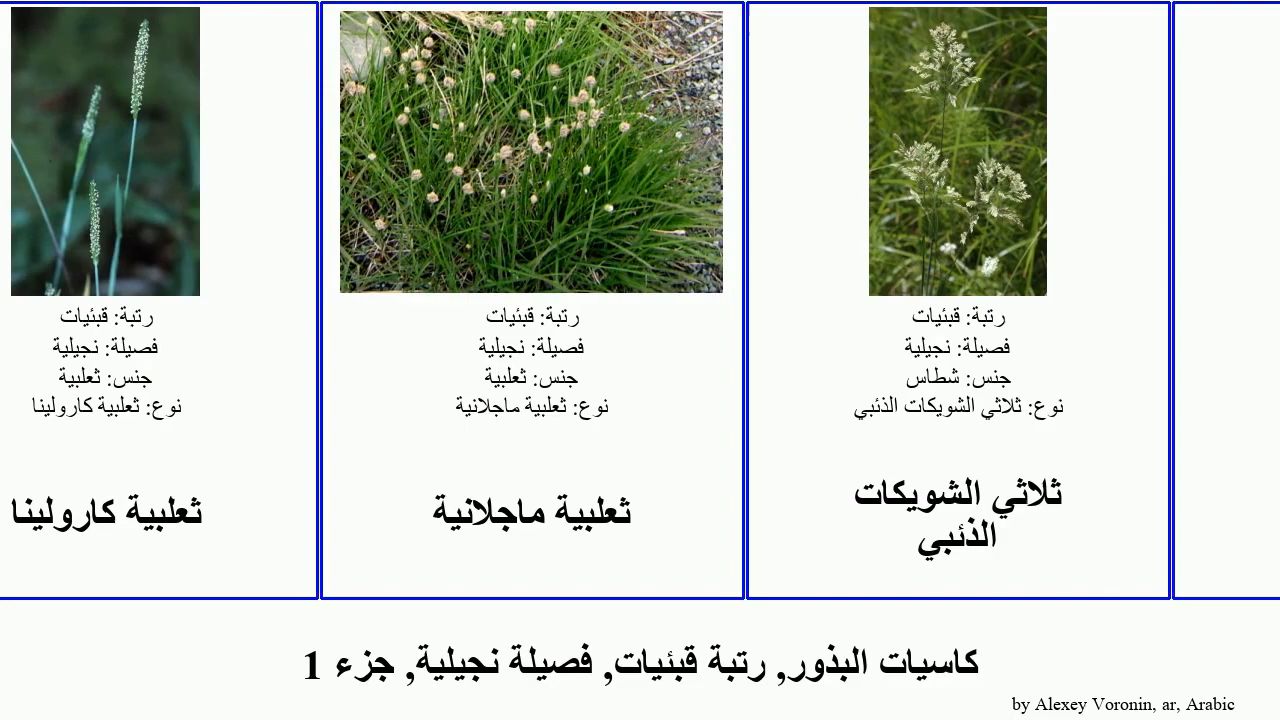 رتبة: قبئيات
فصيلة: نجيلية
جنس: ثعلبية
نوع: ثعلبية كارولينا
ثعلبية كارولينا
رتبة: قبئيات
فصيلة: نجيلية
جنس: ثعلبية
نوع: ثعلبية ماجلانية
ثعلبية ماجلانية
رتبة: قبئيات
فصيلة: نجيلية
جنس: شطاس
نوع: ثلاثي الشويكات الذئبي
ثلاثي الشويكات
الذئبي
كاسيات البذور, رتبة قبئيات, فصيلة نجيلية, جزء 1
by Alexey Voronin, ar, Arabic